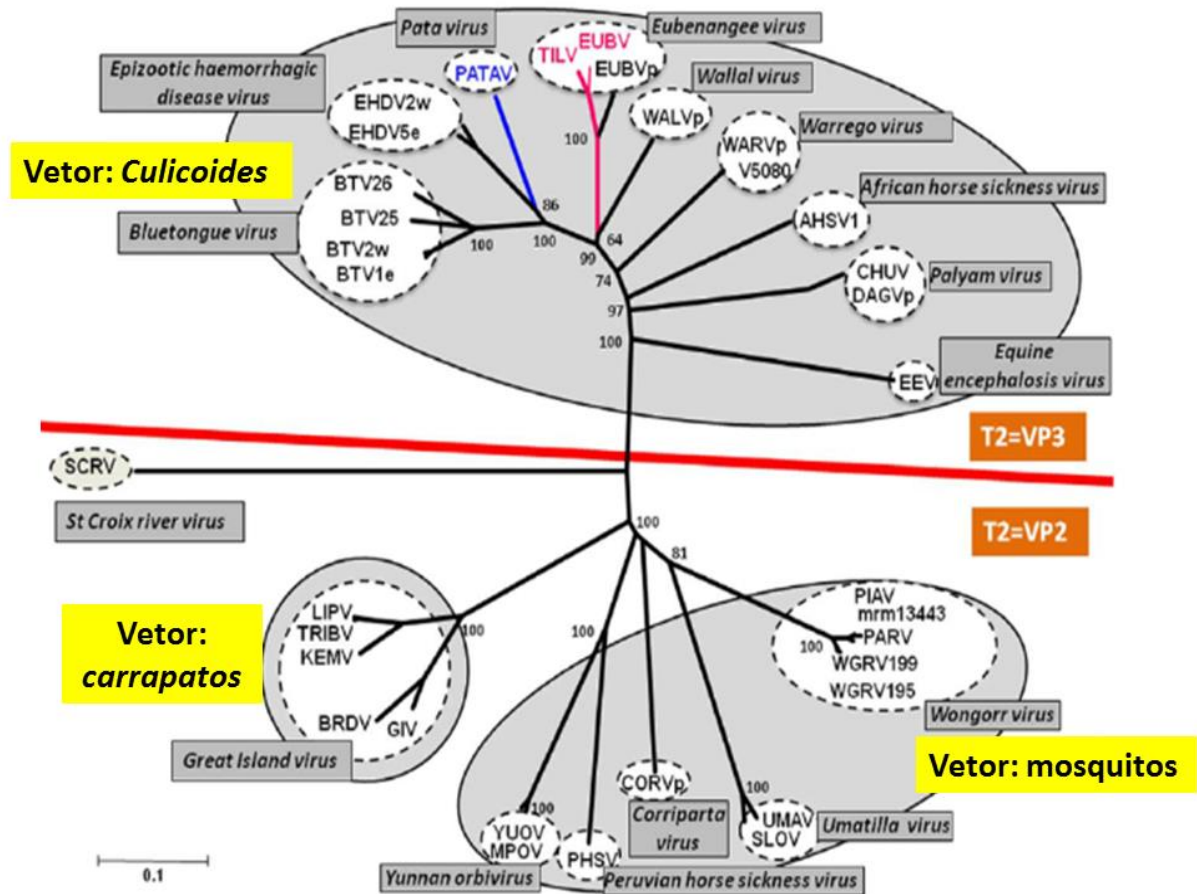 Pata virus
Eubenangee virus
Epizootic haemorrhagic
disease virus
PATAV
TILV
EUBV
EUBVp
Wallal virus
EHDV2w
EHDV5e
WALVp
Warrego virus
WARVp
V5080
Vetor: Culicoides
100
African horse sickness virus
BTV26
BTV25
BTV2w
BTV1e
Bluetongue virus
86
100
100
64
99
74
97
100
AHSV1
CHUV
DAGVp
Palyam virus
Equine
encephalosis virus
EEV
T2=VP3
SCRV
St Croix river virus
T2=VP2
100
81
Vetor:
carrapatos
LIPV
TRIBV
KEMV
100
BRDV
GIV
Great Island virus
100
PIAV
mrm13443
PARV
100
WGRV199
WGRV195
Wongorr virus
Vetor: mosquitos
CORVp
Corriparta
virus
100
UMAV
SLOV
Umatilla virus
100
YUOV
MPOV
PHSV
Yunnan orbivirus
Peruvian horse sickness virus
0.1